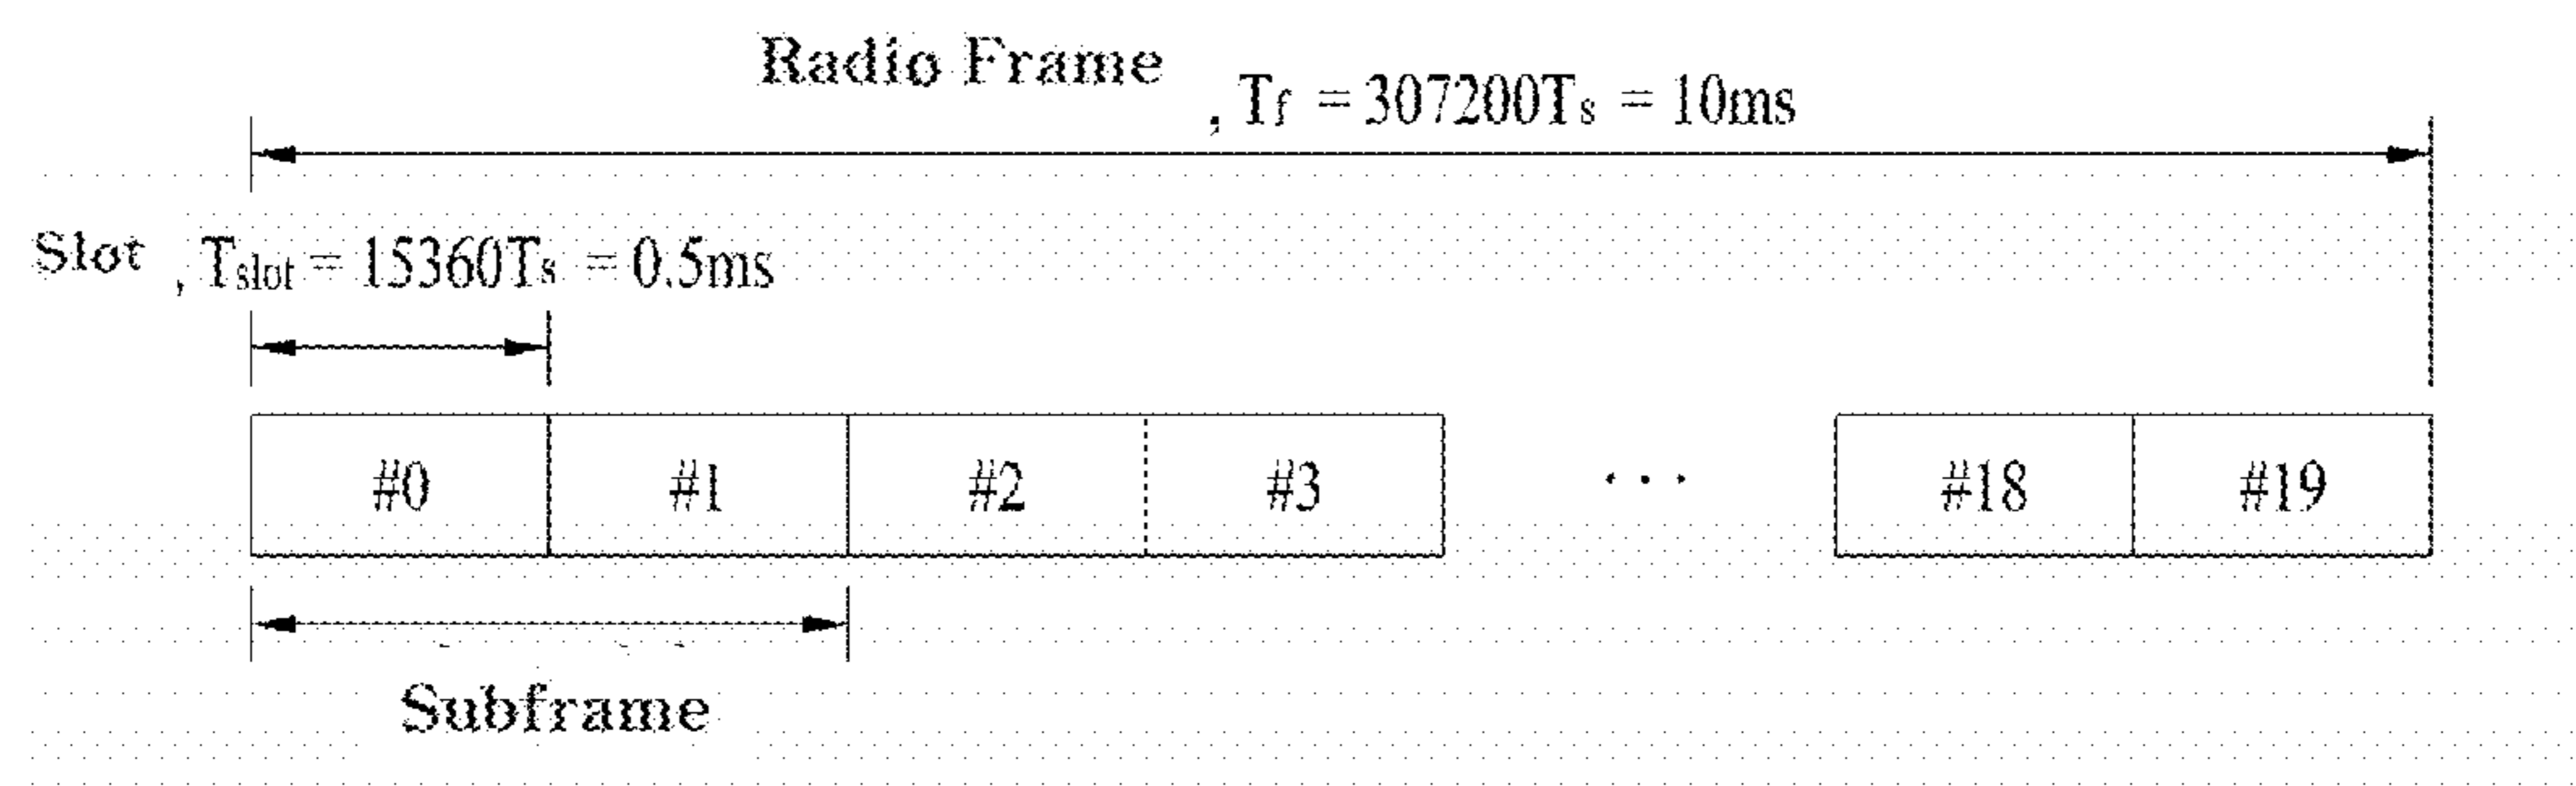 Radio Frame , Tf = 307200Ts = 10ms
Slot , Tslot = 15360Ts = 0.5ms
#0 #1 #2 #3 · · · #18 #19
Subframe